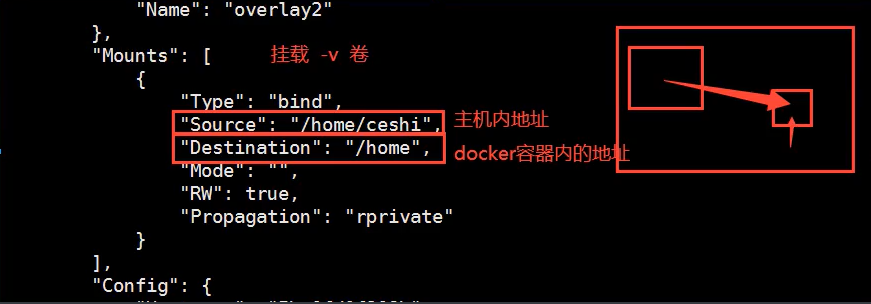 "Name": "overlay2"
},
"Mounts": [ 挂载 -v 卷
{
"Type": "bind",
"Source": "/home/ceshi", 主机内地址
"Destination": "/home", docker容器内的地址
"Mode": "",
"RW": true,
"Propagation": "rprivate"
}
],
"Config": {